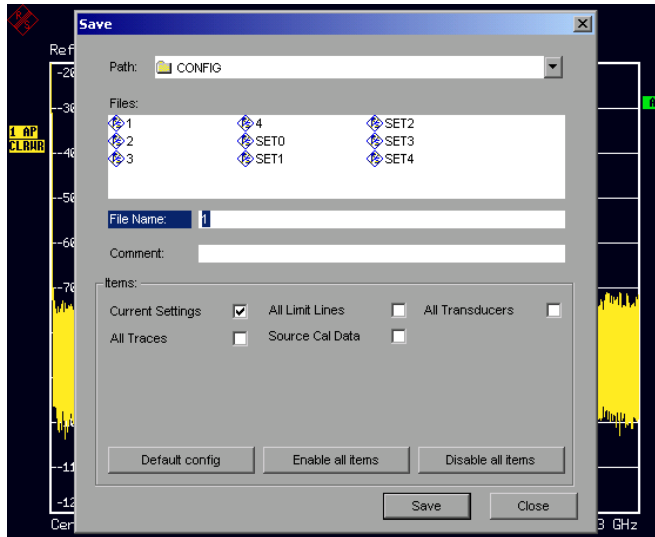 Save
Ref
Path: CONFIG
Files:
1 4 SET2
2 SET0 SET3
3 SET1 SET4
File Name: 1
Comment:
Items:
Current Settings All Limit Lines All Transducers
All Traces Source Cal Data
Default config Enable all items Disable all items
Save Close
1 AP
CLRWR
A
-20
-30
-40
-50
-60
-70
-11
-12
Cen
3 GHz